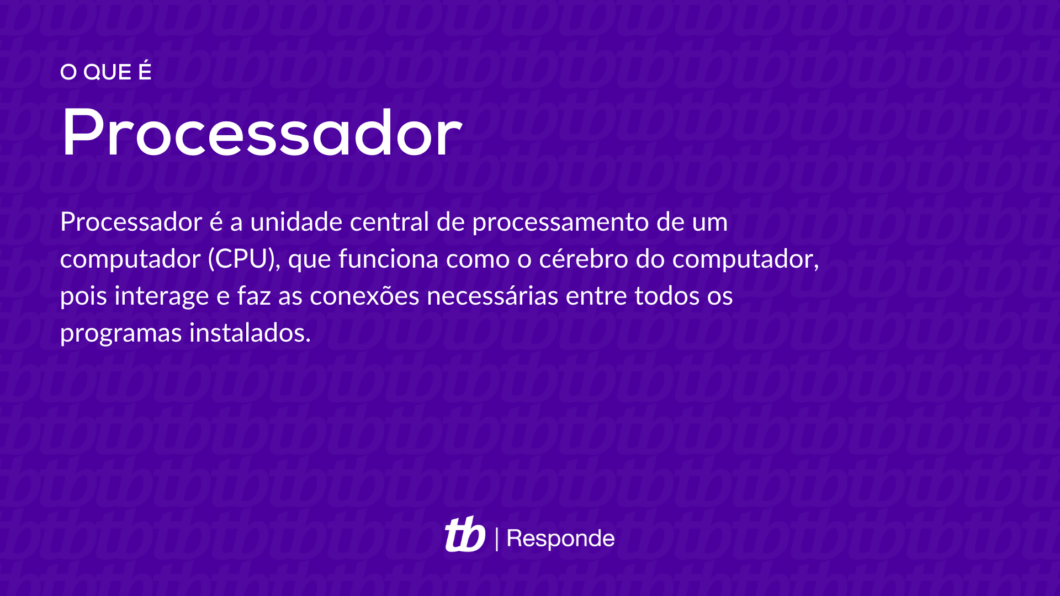 O QUE É
Processador
Processador é a unidade central de processamento de um
computador (CPU), que funciona como o cérebro do computador,
pois interage e faz as conexões necessárias entre todos os
programas instalados.
tb | Responde